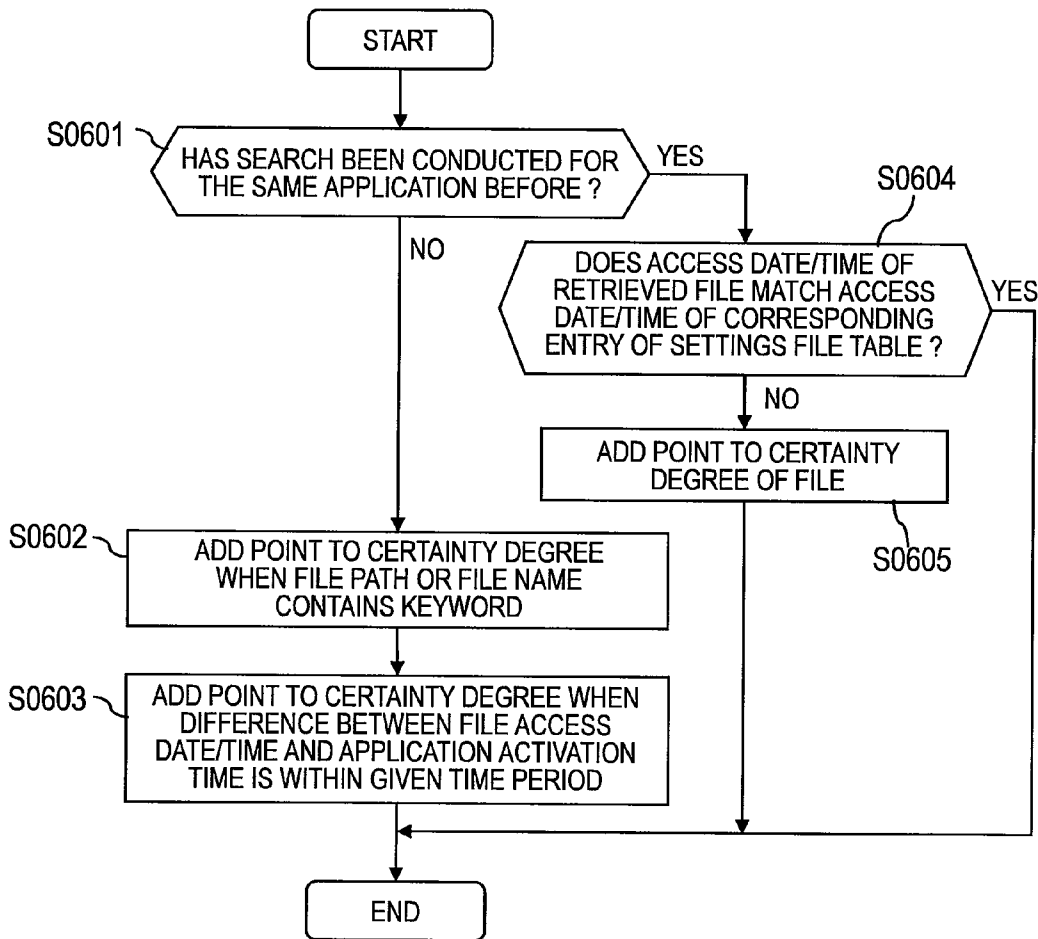 START
S0601
HAS SEARCH BEEN CONDUCTED FOR
THE SAME APPLICATION BEFORE ?
YES
NO
S0604
DOES ACCESS DATE/TIME OF
RETRIEVED FILE MATCH ACCESS
DATE/TIME OF CORRESPONDING
ENTRY OF SETTINGS FILE TABLE ?
YES
NO
ADD POINT TO CERTAINTY
DEGREE OF FILE
S0605
S0602
ADD POINT TO CERTAINTY DEGREE
WHEN FILE PATH OR FILE NAME
CONTAINS KEYWORD
S0603
ADD POINT TO CERTAINTY DEGREE WHEN
DIFFERENCE BETWEEN FILE ACCESS
DATE/TIME AND APPLICATION ACTIVATION
TIME IS WITHIN GIVEN TIME PERIOD
END